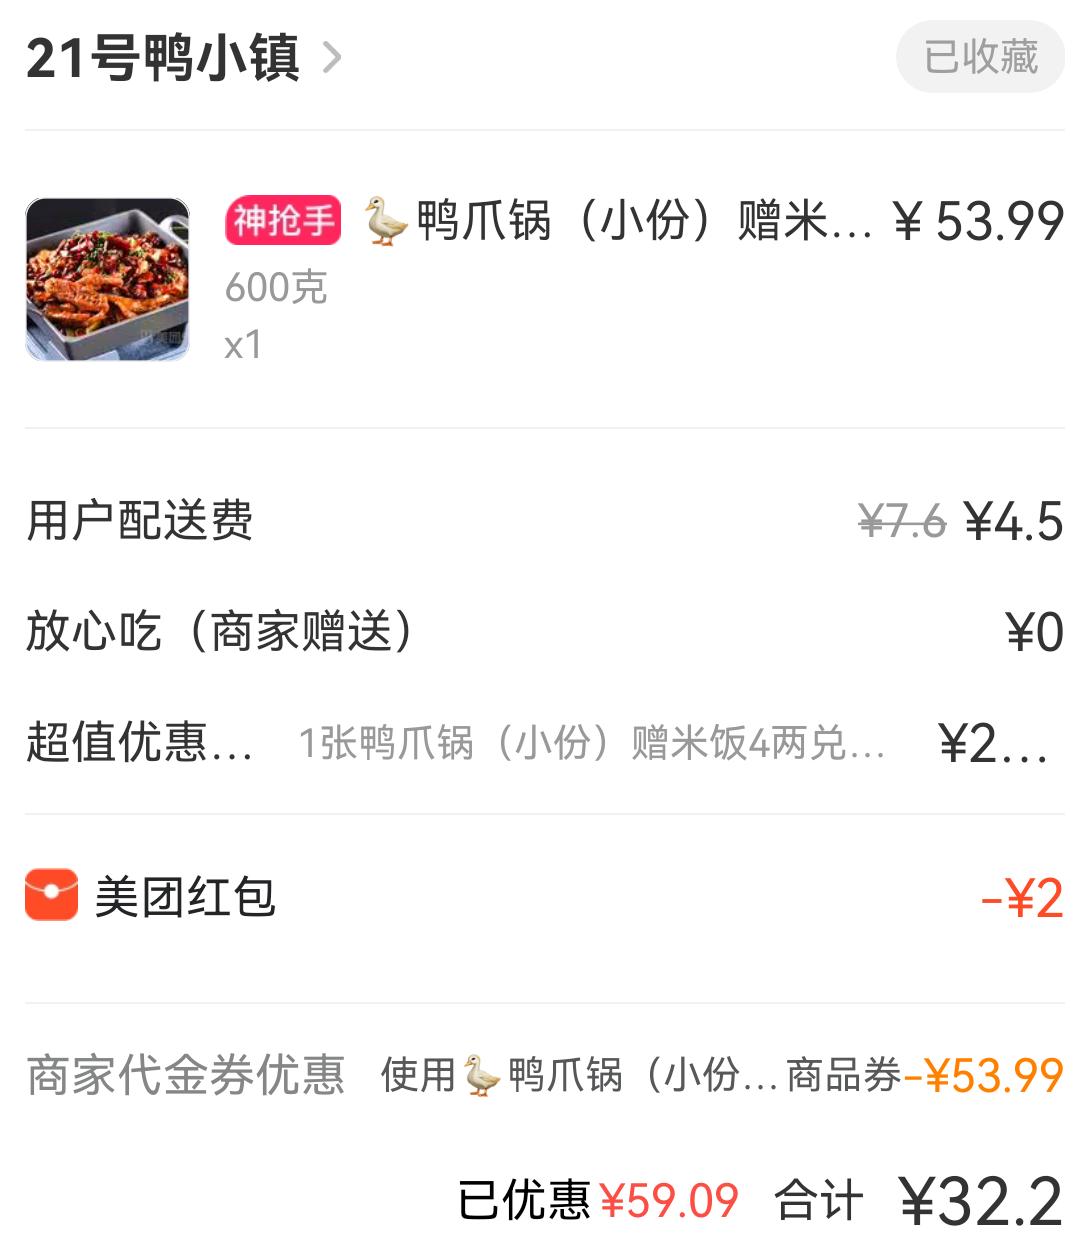 21号鸭小镇
已收藏
神抢手 🦆鸭爪锅（小份）赠米... ¥53.99
600克
x1
用户配送费 ¥7.6 ¥4.5
放心吃（商家赠送） ¥0
超值优惠... 1张鸭爪锅（小份）赠米饭4两兑... ¥2...
美团红包 -¥2
商家代金券优惠 使用🦆鸭爪锅（小份...商品券-¥53.99
已优惠¥59.09 合计 ¥32.2